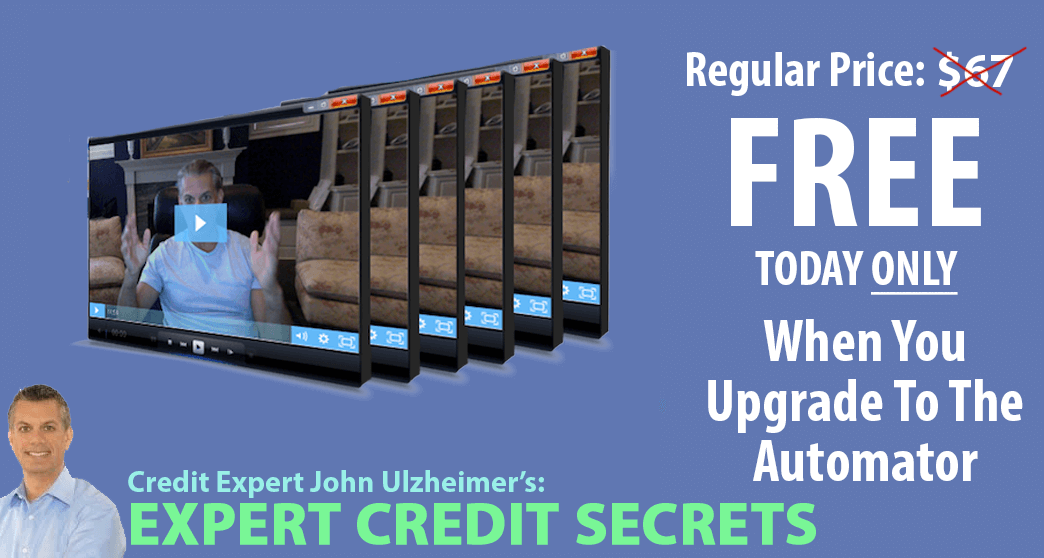 Regular Price: $67
FREE
TODAY ONLY
When You
Upgrade To The
Automator
Credit Expert John Ulzheimer's:
EXPERT CREDIT SECRETS